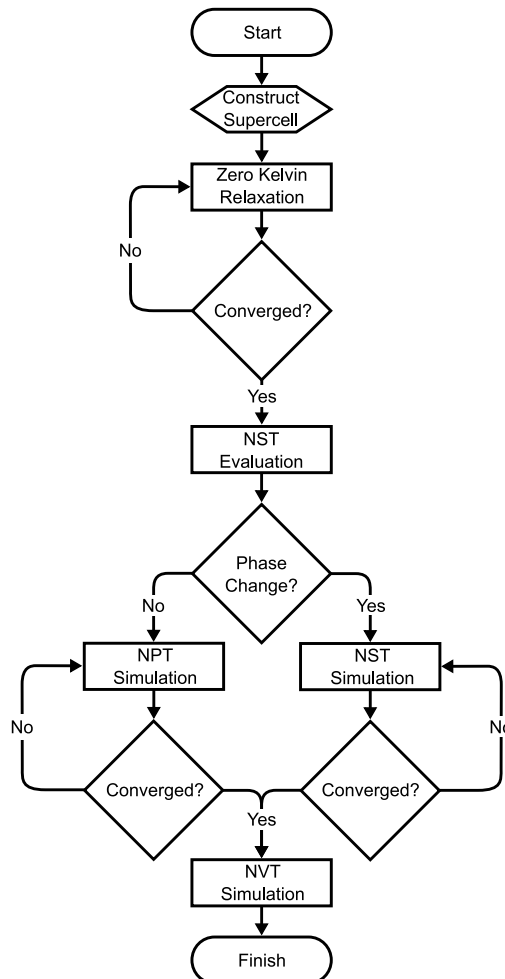 Start
Construct
Supercell
Zero Kelvin
Relaxation
No
Converged?
Yes
NST
Evaluation
Phase
Change?
No
Yes
NPT
Simulation
NST
Simulation
No
No
Converged?
Converged?
Yes
NVT
Simulation
Finish